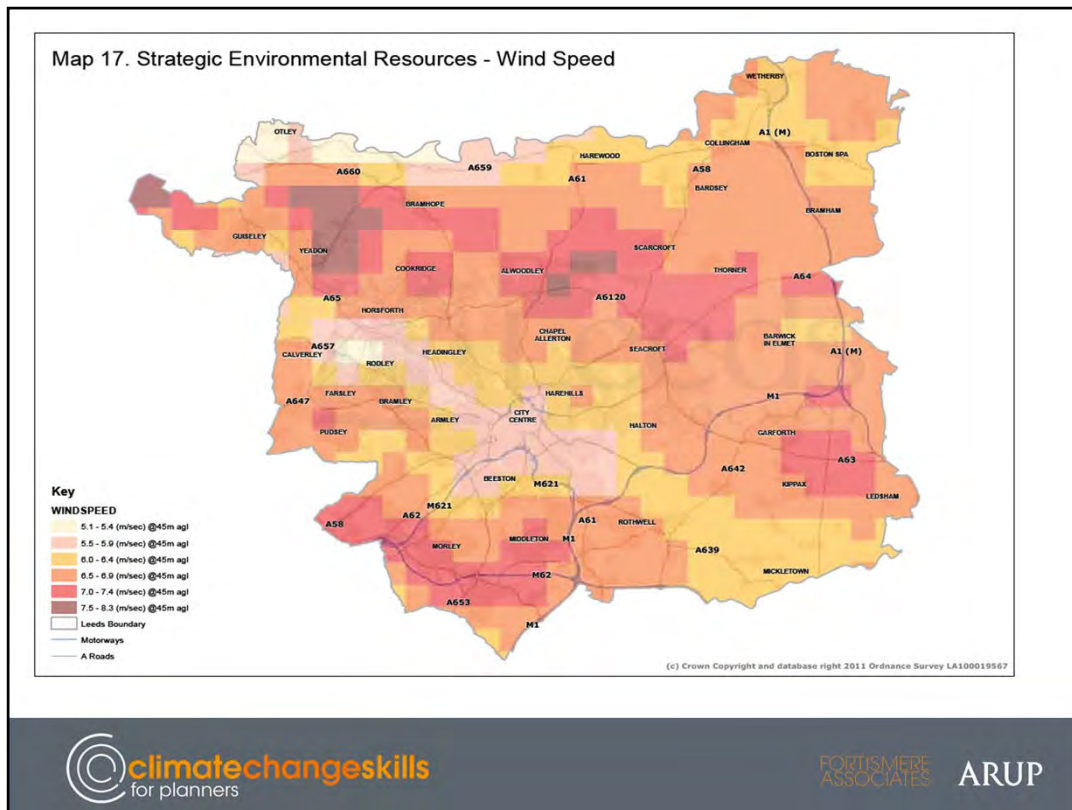 Map 17. Strategic Environmental Resources - Wind Speed
WETHERBY
OTLEY
A1 (M)
COLLINGHAM
HAREWOOD
BOSTON SPA
A659
A660
A61
A58
BARDSEY
BRAMHOPE
BRAMHAM
GUISELEY
YEADON
SCARCROFT
COOKRIDGE
ALWOODLEY
THORNER
A64
A65
A6120
HORSFORTH
CHAPEL
ALLERTON
BARWICK
IN ELMET
A657
CALVERLEY
HEADINGLEY
SEACROFT
A1 (M)
RODLEY
FARSLEY
A647
BRAMLEY
HAREHILLS
M1
CITY
CENTRE
ARMLEY
HALTON
PUDSEY
GARFORTH
A63
A642
BEESTON
M621
KIPPAX
LEDSHAM
M621
A62
A58
A61
ROTHWELL
MORLEY
MIDDLETON
M1
A639
M62
MICKLETOWN
A653
M1
Key
WINDSPEED
5.1 - 5.4 (m/sec) @45m agl
5.5 - 5.9 (m/sec) @45m agl
6.0 - 6.4 (m/sec) @45m agl
6.5 - 6.9 (m/sec) @45m agl
7.0 - 7.4 (m/sec) @45m agl
7.5 - 8.3 (m/sec) @45m agl
Leeds Boundary
Motorways
A Roads
(c) Crown Copyright and database right 2011 Ordnance Survey LA100019567
climatechangeskills
for planners
FORTISMERE
ASSOCIATES
ARUP